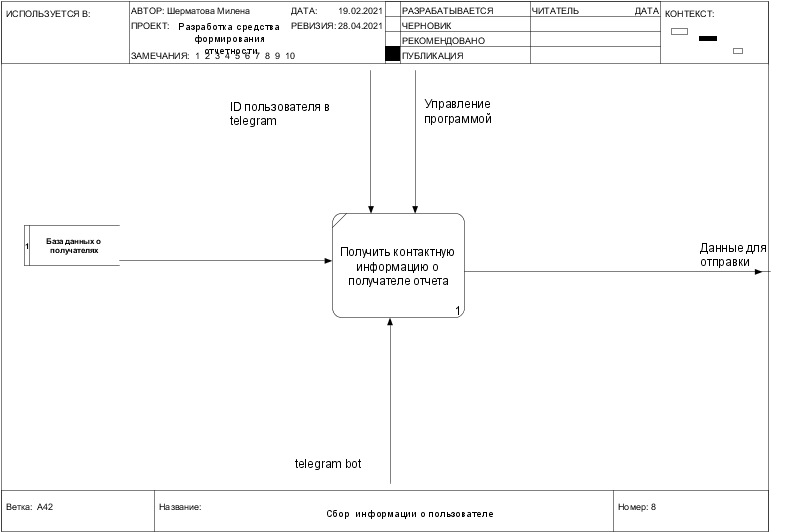 ИСПОЛЬЗУЕТСЯ В:
АВТОР: Шерматова Милена
ДАТА: 19.02.2021
ПРОЕКТ: Разработка средства
формирования
отчетности
РЕВИЗИЯ: 28.04.2021
ЗАМЕЧАНИЯ: 1 2 3 4 5 6 7 8 9 10
РАЗРАБАТЫВАЕТСЯ
ЧЕРНОВИК
РЕКОМЕНДОВАНО
ПУБЛИКАЦИЯ
ЧИТАТЕЛЬ ДАТА
КОНТЕКСТ:
ID пользователя в
telegram
Управление
программой
1
База данных о
получателях
Получить контактную
информацию о
получателе отчета
1
Данные для
отправки
telegram bot
Ветка: A42
Название:
Сбор информации о пользователе
Номер: 8